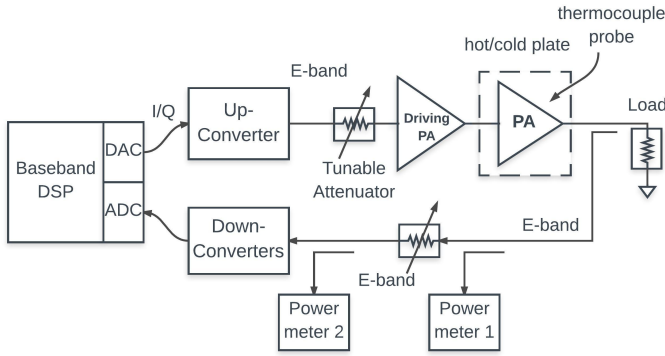 thermocouple
probe
hot/cold plate
E-band
Load
I/Q
Up-
Converter
Driving
PA
PA
DAC
Baseband
DSP
ADC
Tunable
Attenuator
Down-
Converters
E-band
E-band
Power
meter 2
Power
meter 1